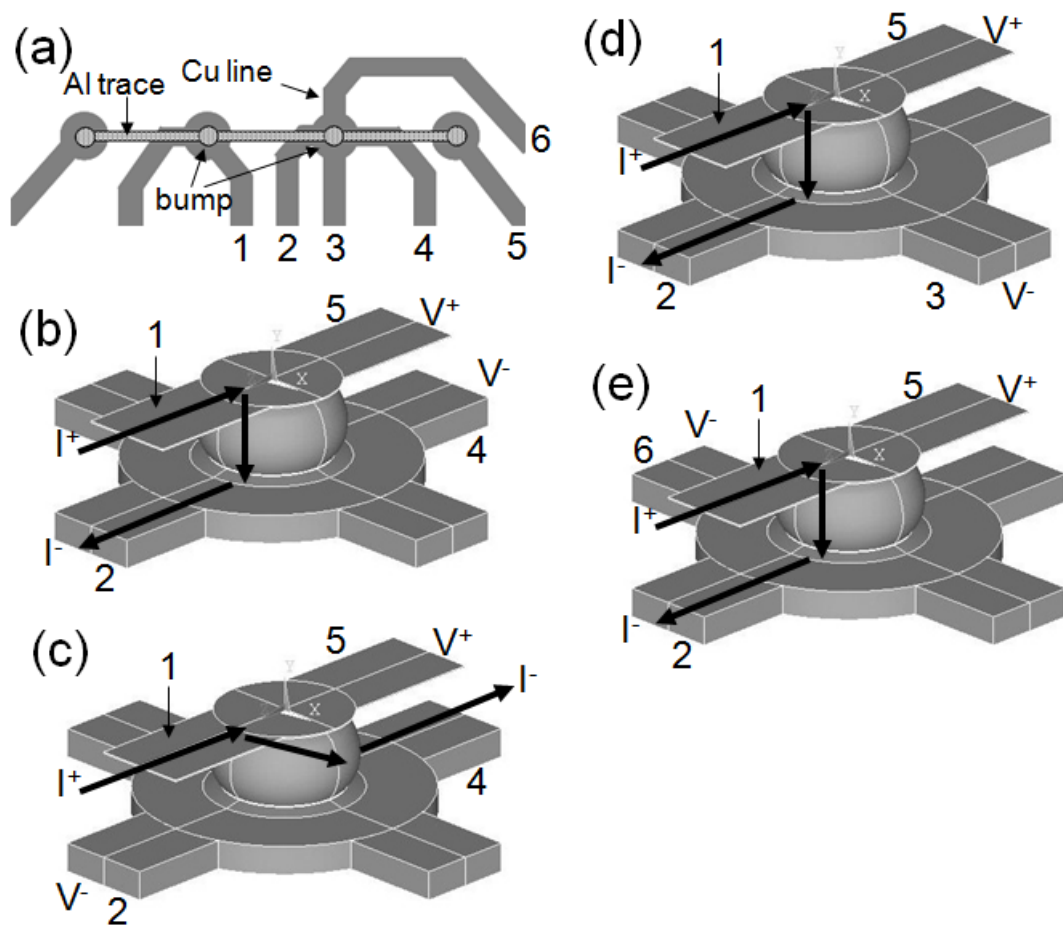 (a)
Al trace
Cu line
bump
1
2
3
4
5
6
(b)
1
5
V+
V-
I+
4
I-
2
Y
X
(c)
1
5
V+
I-
I+
4
V-
2
Y
X
(d)
1
5
V+
I+
I-
2
3
V-
Y
X
(e)
1
5
V+
V-
6
I+
I-
2
Y
X